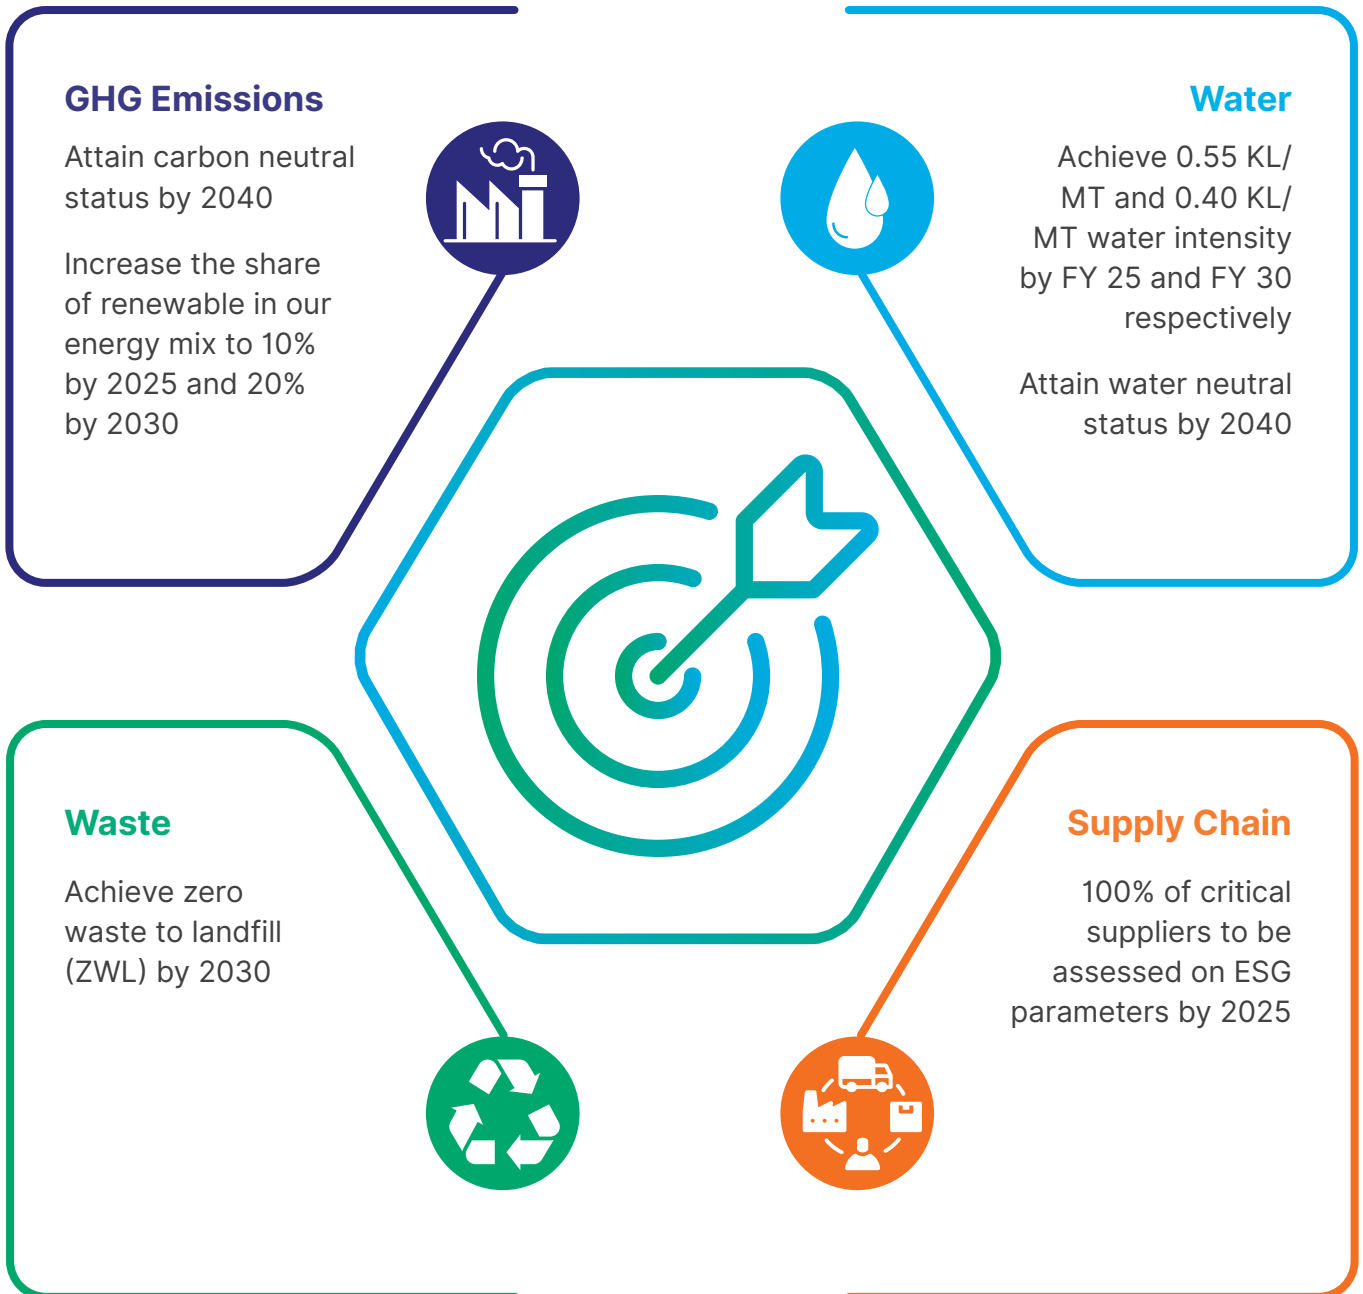 GHG Emissions
Attain carbon neutral
status by 2040
Increase the share
of renewable in our
energy mix to 10%
by 2025 and 20%
by 2030
Water
Achieve 0.55 KL/
MT and 0.40 KL/
MT water intensity
by FY 25 and FY 30
respectively
Attain water neutral
status by 2040
Waste
Achieve zero
waste to landfill
(ZWL) by 2030
Supply Chain
100% of critical
suppliers to be
assessed on ESG
parameters by 2025